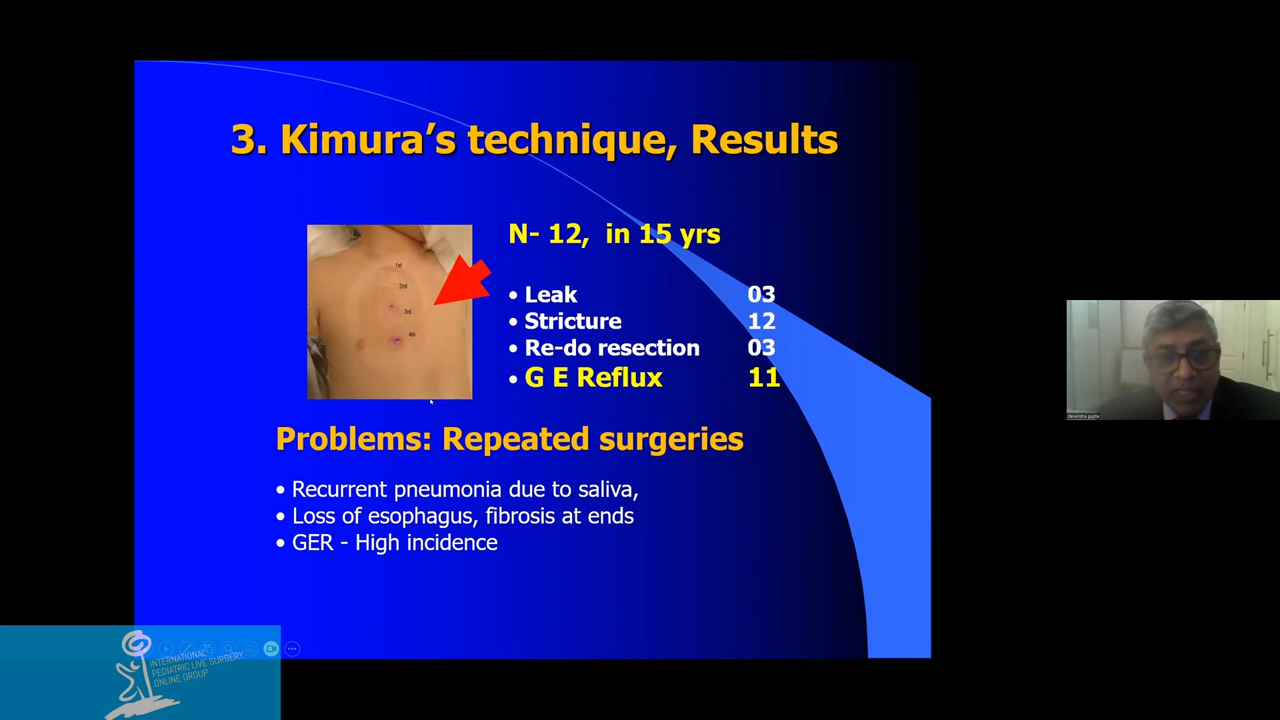 3. Kimura's technique, Results
N- 12, in 15 yrs
1st
2nd
3rd
4th
• Leak 03
• Stricture 12
• Re-do resection 03
• G E Reflux 11
Problems: Repeated surgeries
• Recurrent pneumonia due to saliva,
• Loss of esophagus, fibrosis at ends
• GER - High incidence
devendra gupta
INTERNATIONAL
PEDIATRIC LIVE SURGERY
ONLINE GROUP